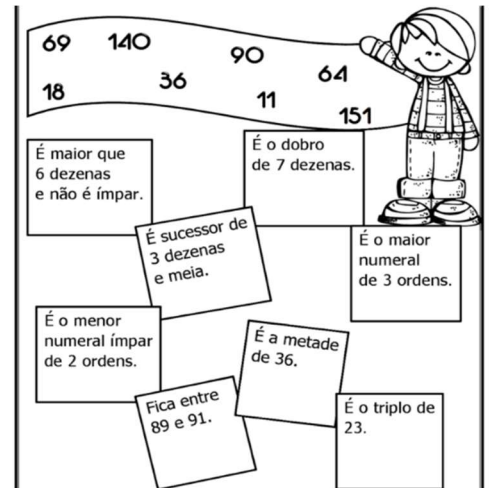 69 140 90 64
18 36 11 151
É maior que
6 dezenas
e não é ímpar.
É o dobro
de 7 dezenas.
É sucessor de
3 dezenas
e meia.
É o maior
numeral
de 3 ordens.
É o menor
numeral ímpar
de 2 ordens.
É a metade
de 36.
Fica entre
89 e 91.
É o triplo de
23.